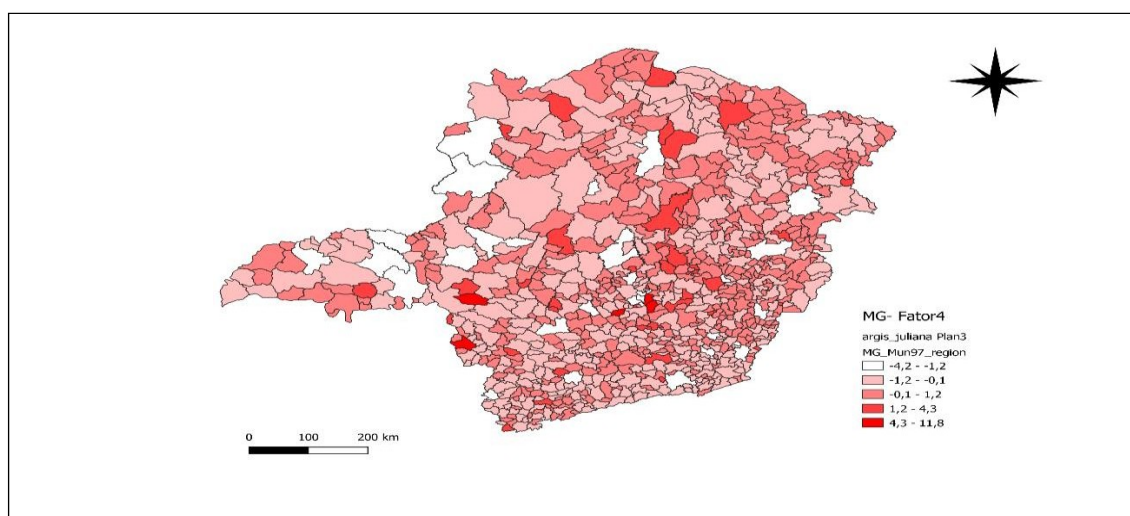 MG- Fator4
argis_juliana Plan3
MG_Mun97_region
-4,2 - -1,2
-1,2 - -0,1
-0,1 - 1,2
1,2 - 4,3
4,3 - 11,8
0 100 200 km